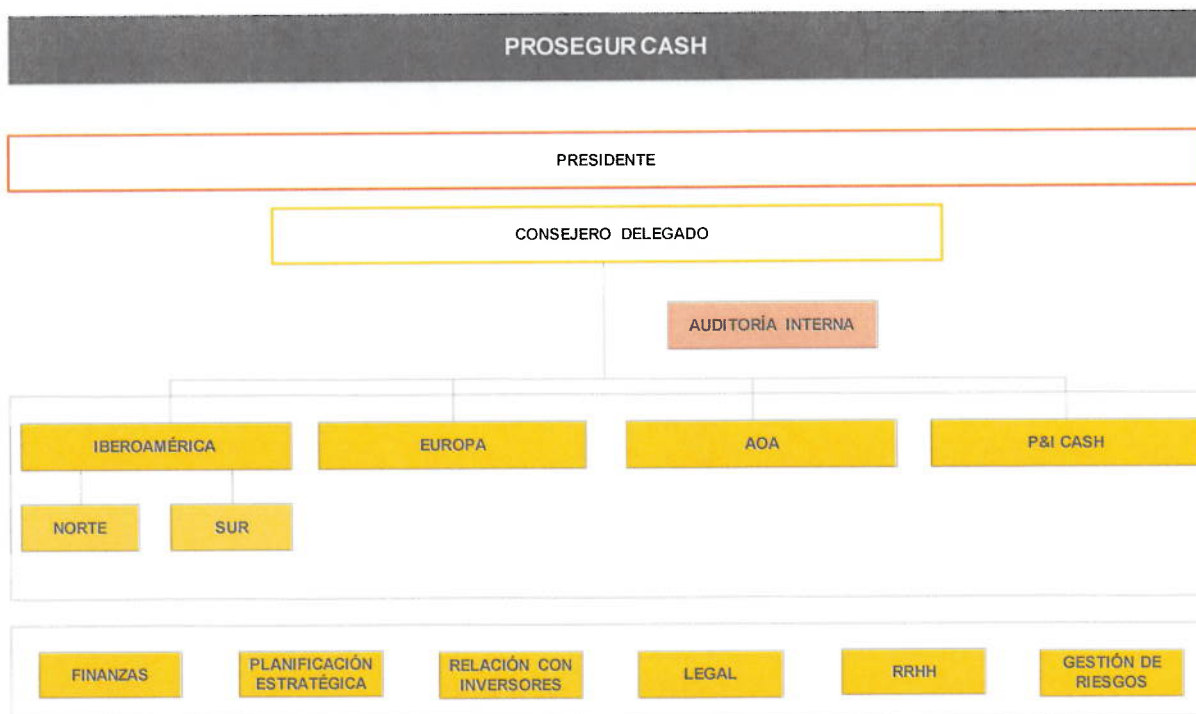 PROSEGUR CASH
PRESIDENTE
CONSEJERO DELEGADO
AUDITORÍA INTERNA
IBEROAMÉRICA
EUROPA
AOA
P&I CASH
NORTE
SUR
FINANZAS
PLANIFICACIÓN
ESTRATÉGICA
RELACIÓN CON
INVERSORES
LEGAL
RRHH
GESTIÓN DE
RIESGOS